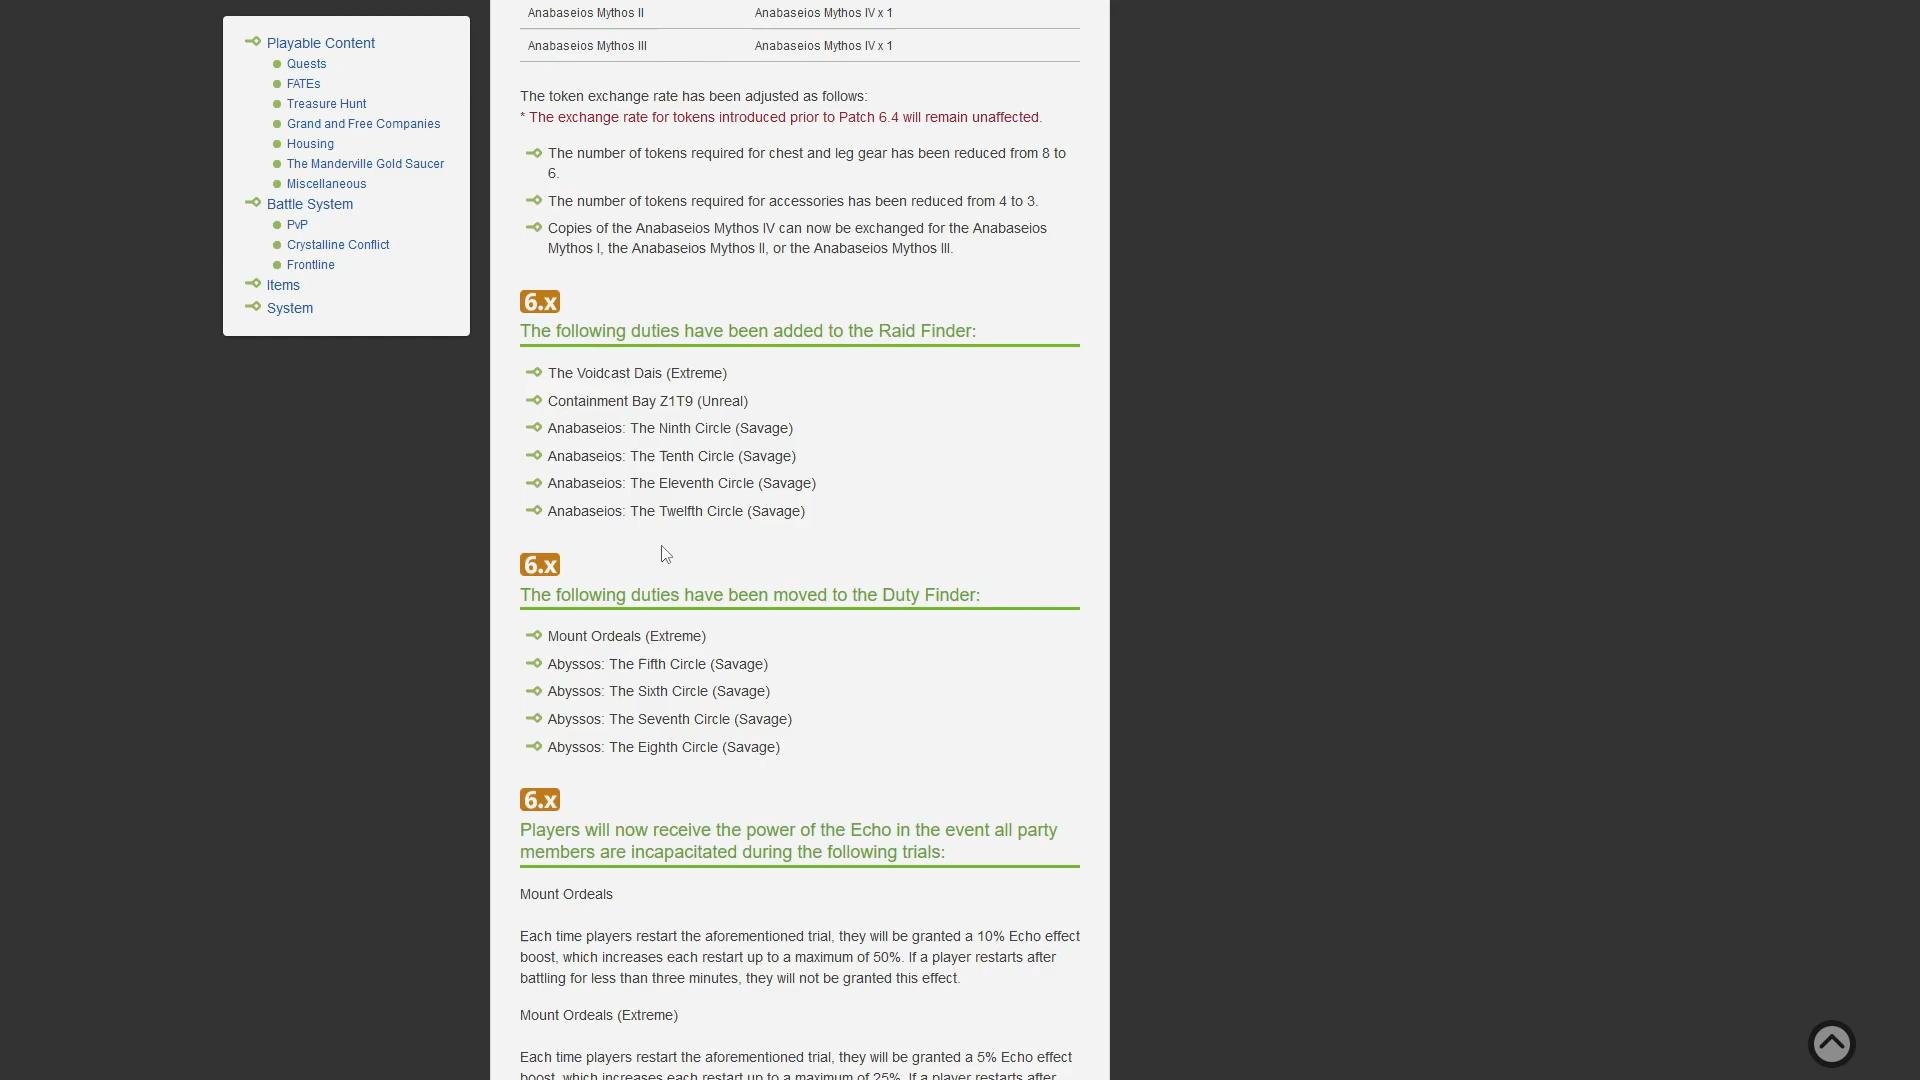 Playable Content
Quests
FATEs
Treasure Hunt
Grand and Free Companies
Housing
The Manderville Gold Saucer
Miscellaneous
Battle System
PvP
Crystalline Conflict
Frontline
Items
System
Anabaseios Mythos II Anabaseios Mythos IV x 1
Anabaseios Mythos III Anabaseios Mythos IV x 1
The token exchange rate has been adjusted as follows:
* The exchange rate for tokens introduced prior to Patch 6.4 will remain unaffected.
The number of tokens required for chest and leg gear has been reduced from 8 to
6.
The number of tokens required for accessories has been reduced from 4 to 3.
Copies of the Anabaseios Mythos IV can now be exchanged for the Anabaseios
Mythos I, the Anabaseios Mythos II, or the Anabaseios Mythos III.
6.x
The following duties have been added to the Raid Finder:
The Voidcast Dais (Extreme)
Containment Bay Z1T9 (Unreal)
Anabaseios: The Ninth Circle (Savage)
Anabaseios: The Tenth Circle (Savage)
Anabaseios: The Eleventh Circle (Savage)
Anabaseios: The Twelfth Circle (Savage)
6.x
The following duties have been moved to the Duty Finder:
Mount Ordeals (Extreme)
Abyssos: The Fifth Circle (Savage)
Abyssos: The Sixth Circle (Savage)
Abyssos: The Seventh Circle (Savage)
Abyssos: The Eighth Circle (Savage)
6.x
Players will now receive the power of the Echo in the event all party
members are incapacitated during the following trials:
Mount Ordeals
Each time players restart the aforementioned trial, they will be granted a 10% Echo effect
boost, which increases each restart up to a maximum of 50%. If a player restarts after
battling for less than three minutes, they will not be granted this effect.
Mount Ordeals (Extreme)
Each time players restart the aforementioned trial, they will be granted a 5% Echo effect
boost, which increases each restart up to a maximum of 25%. If a player restarts after